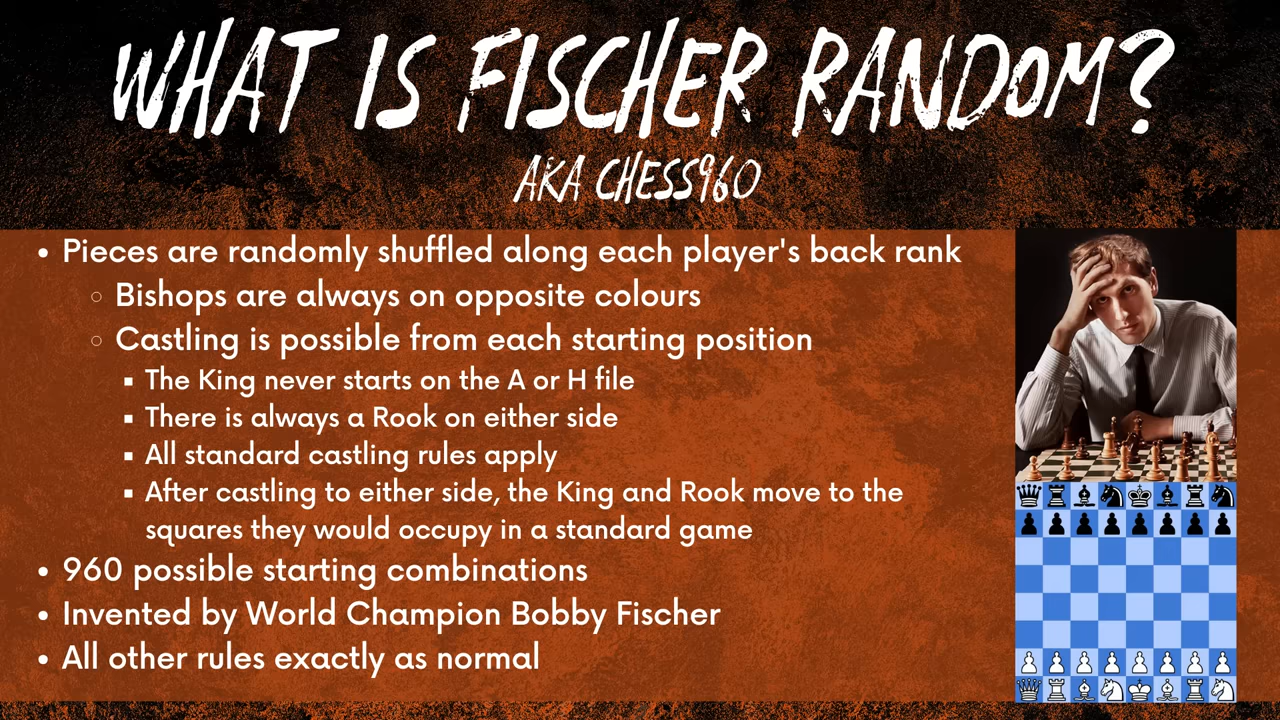 WHAT IS FISCHER RANDOM?
AKA CHESS960
Pieces are randomly shuffled along each player's back rank
Bishops are always on opposite colours
Castling is possible from each starting position
The King never starts on the A or H file
There is always a Rook on either side
All standard castling rules apply
After castling to either side, the King and Rook move to the
squares they would occupy in a standard game
960 possible starting combinations
Invented by World Champion Bobby Fischer
All other rules exactly as normal